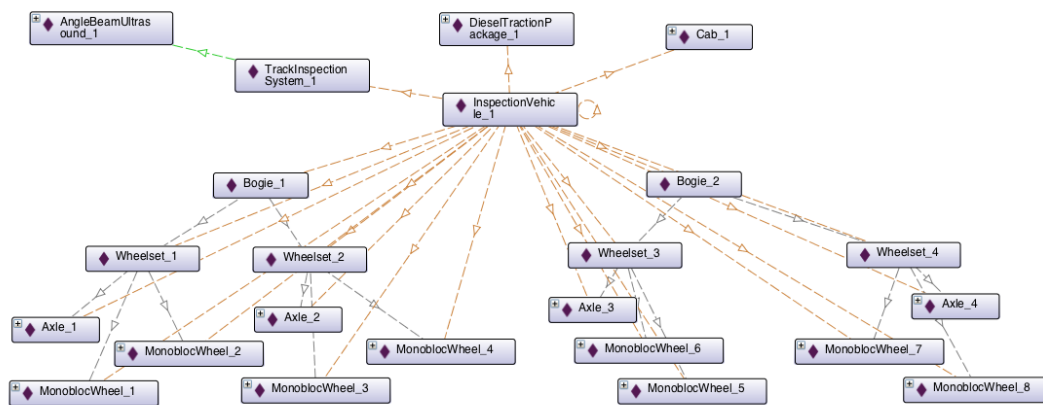 AngleBeamUltras
ound_1
DieselTractionP
ackage_1
Cab_1
TrackInspection
System_1
InspectionVehic
le_1
Bogie_1
Bogie_2
Wheelset_1
Wheelset_2
Wheelset_3
Wheelset_4
Axle_1
Axle_2
Axle_3
Axle_4
MonoblocWheel_2
MonoblocWheel_4
MonoblocWheel_6
MonoblocWheel_7
MonoblocWheel_1
MonoblocWheel_3
MonoblocWheel_5
MonoblocWheel_8